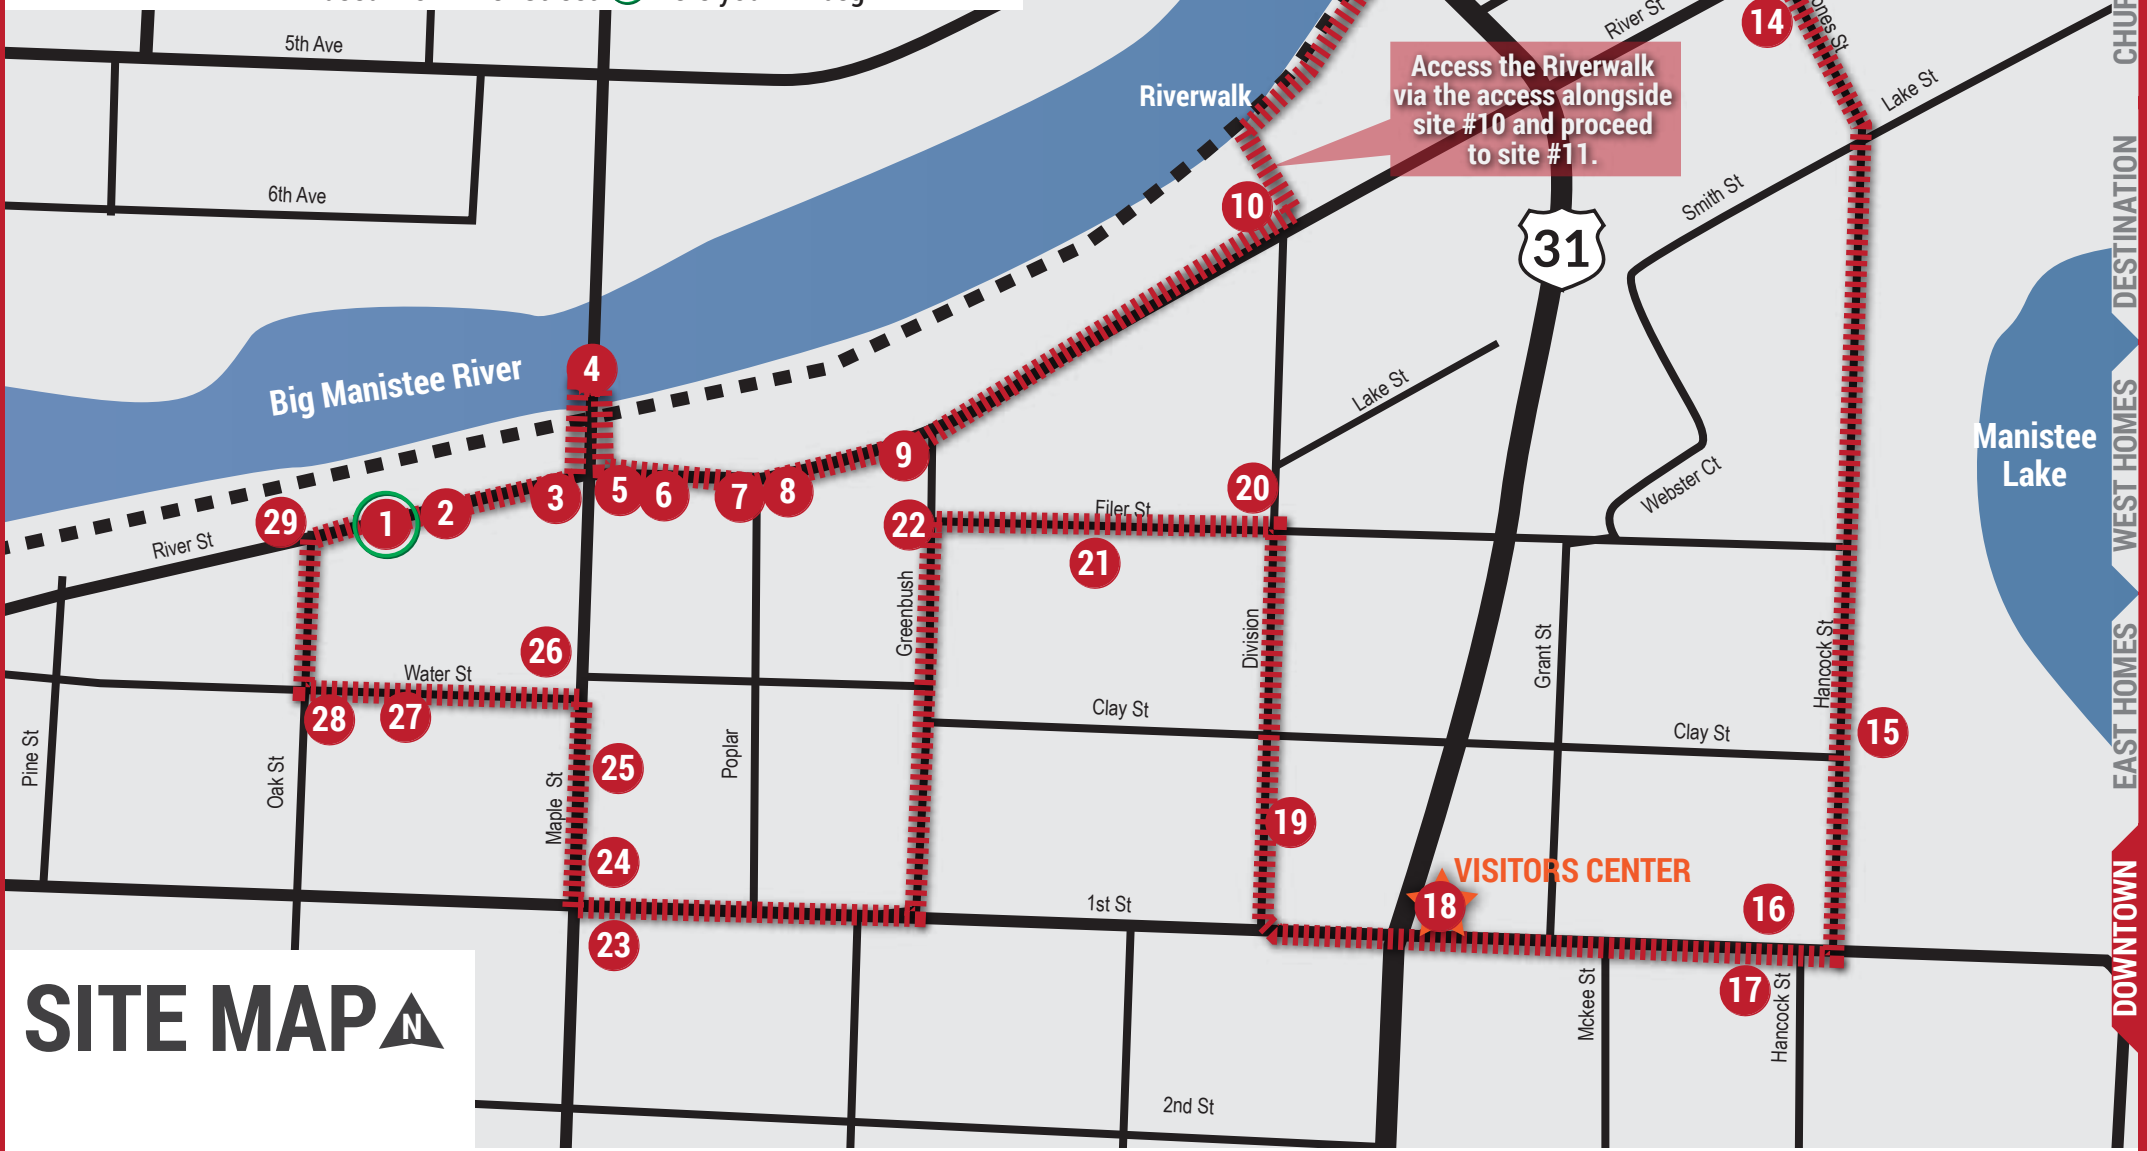 5th Ave
6th Ave
River St
14
Jones St
Lake St
CHUR
Access the Riverwalk
via the access alongside
site #10 and proceed
to site #11.
Riverwalk
10
31
Smith St
DESTINATION
Big Manistee River
4
Lake St
Manistee
Lake
WEST HOMES
29
1
2
3
5
6
7
8
9
20
Webster Ct
River St
22
Filer St
21
Greenbush
Division
Grant St
Hancock St
EAST HOMES
26
Water St
28
27
Clay St
Clay St
15
Pine St
Oak St
Maple St
25
Poplar
19
24
VISITORS CENTER
18
16
1st St
23
17
DOWNTOWN
Mckee St
Hancock St
SITE MAP
N
2nd St